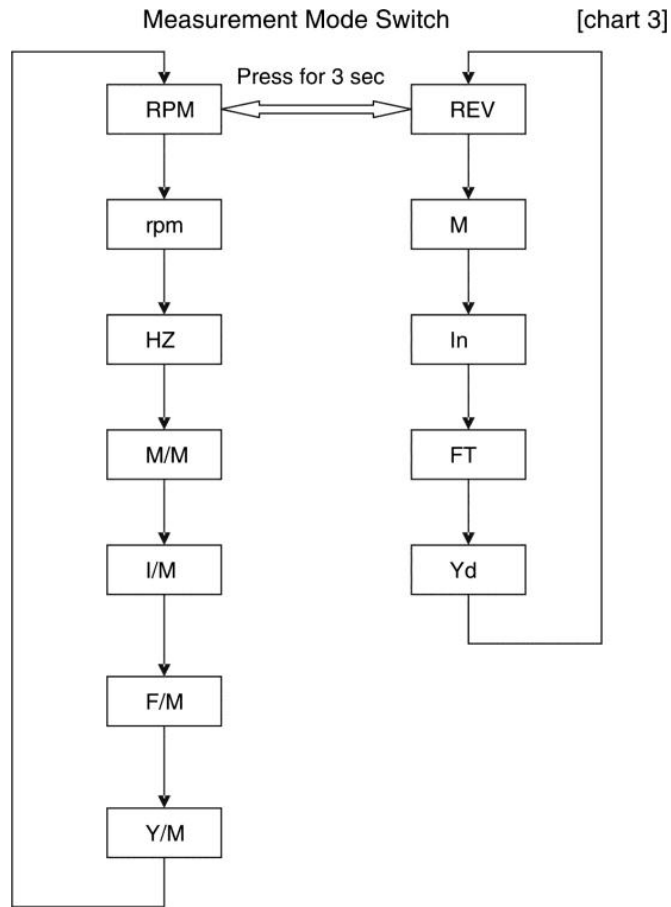 Measurement Mode Switch [chart 3]
Press for 3 sec
RPM
REV
rpm
M
HZ
In
M/M
FT
I/M
Yd
F/M
Y/M